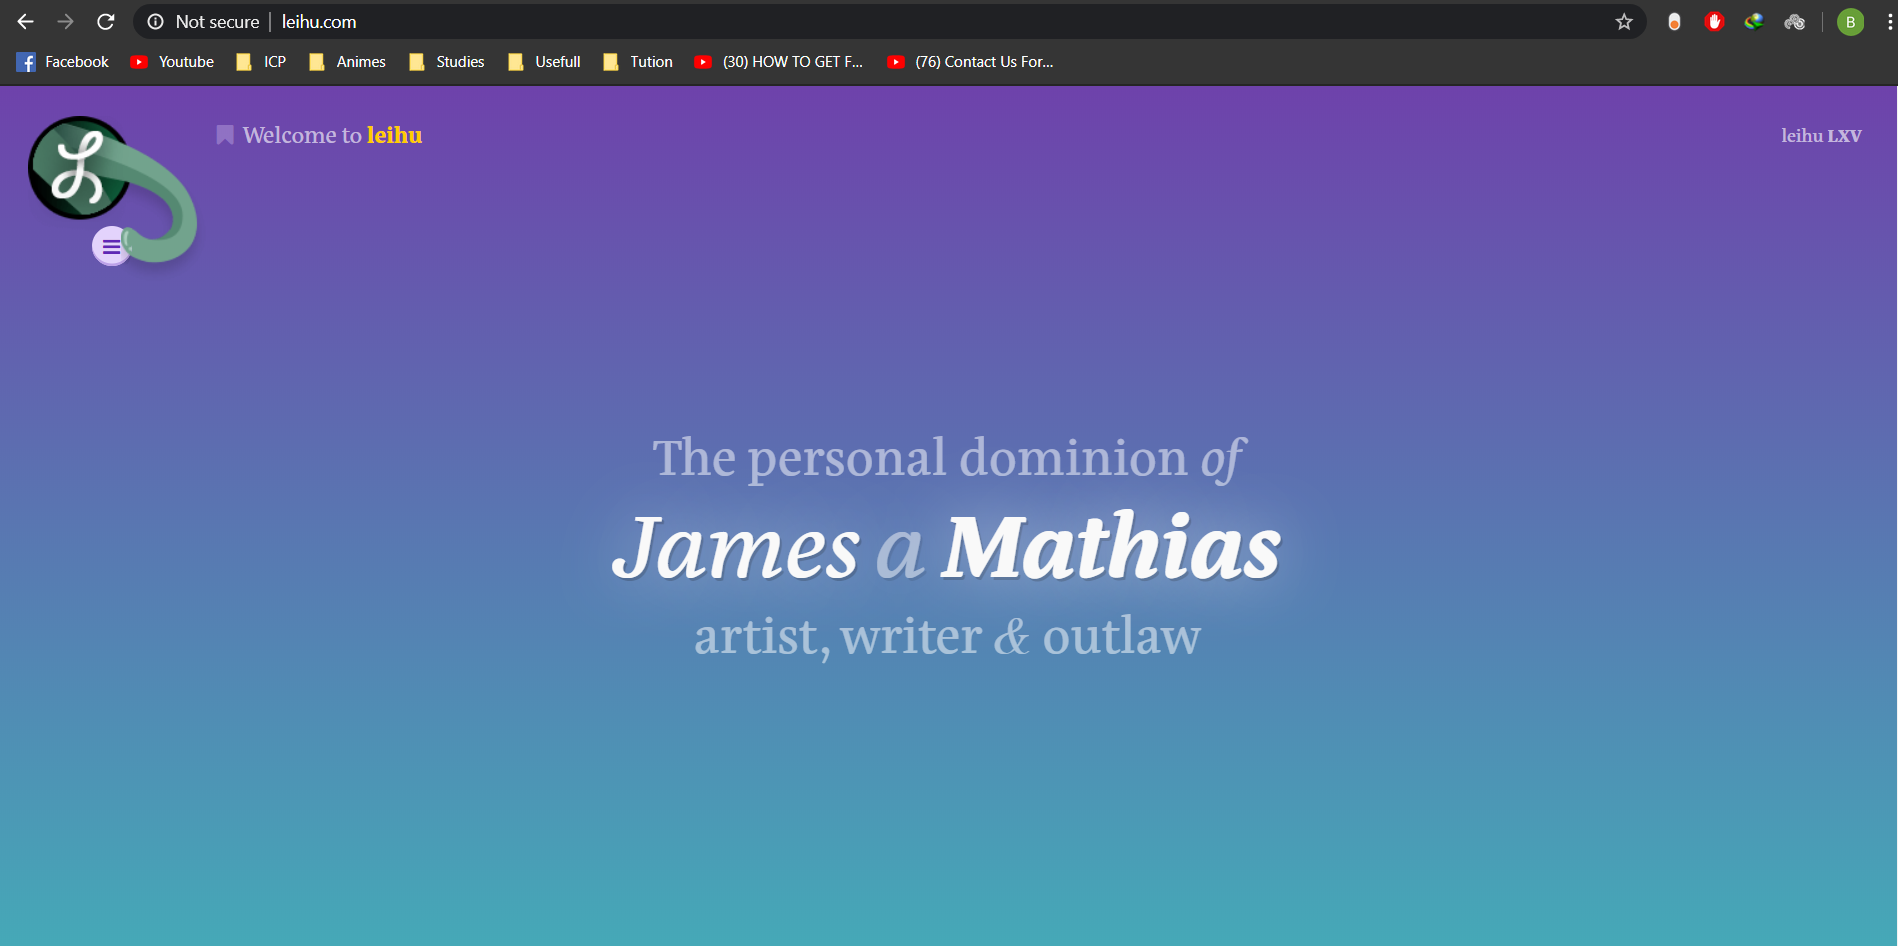 Not secure | leihu.com
B
Facebook Youtube ICP Animes Studies Usefull Tution (30) HOW TO GET F... (76) Contact Us For...
Welcome to leihu
leihu LXV
The personal dominion of
James a Mathias
artist, writer & outlaw